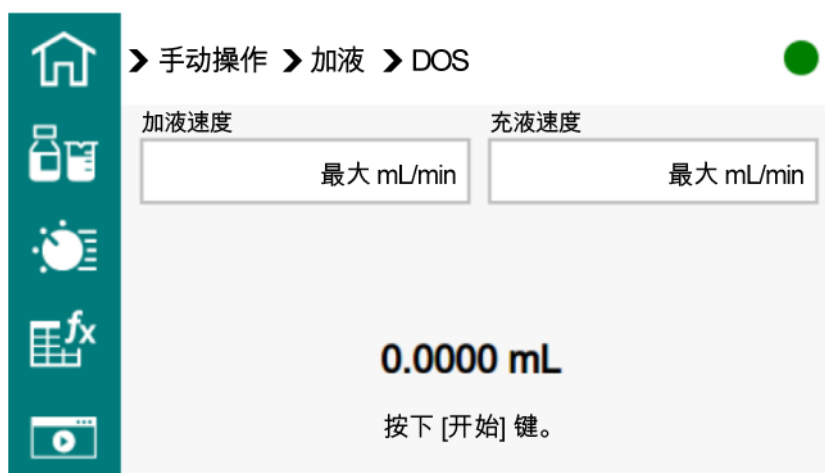 ❯ 手动操作 ❯ 加液 ❯ DOS
加液速度 充液速度
最大 mL/min 最大 mL/min
fx
0.0000 mL
按下 [开始] 键。